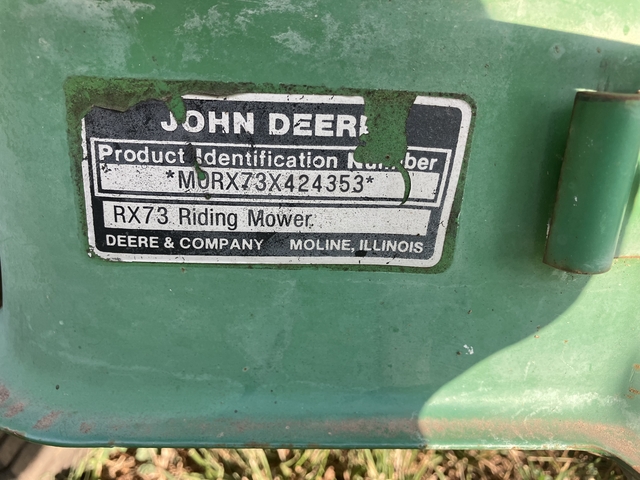 JOHN DEERE
Product Identification Number
*M0RX73X424353*
RX73 Riding Mower
DEERE & COMPANY MOLINE, ILLINOIS